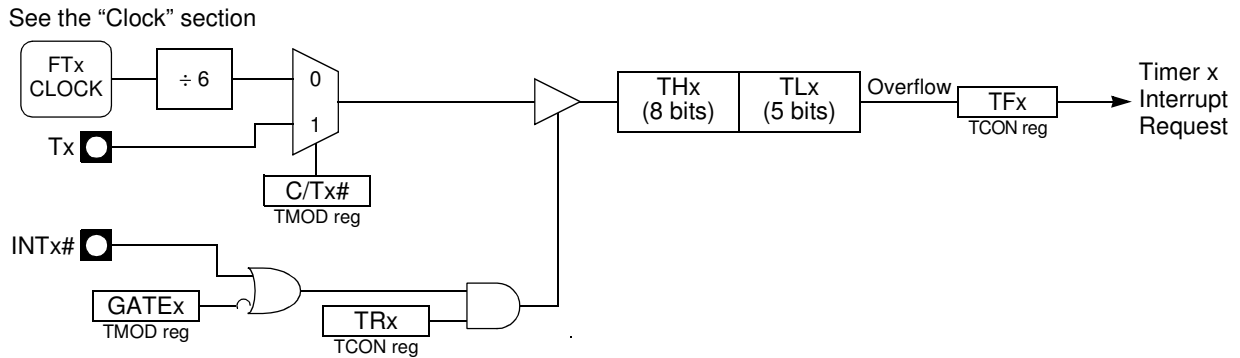 See the “Clock” section
FTx
CLOCK
÷ 6
0
1
Tx
C/Tx#
TMOD reg
THx
(8 bits)
TLx
(5 bits)
Overflow
TFx
TCON reg
Timer x
Interrupt
Request
INTx#
GATEx
TMOD reg
TRx
TCON reg